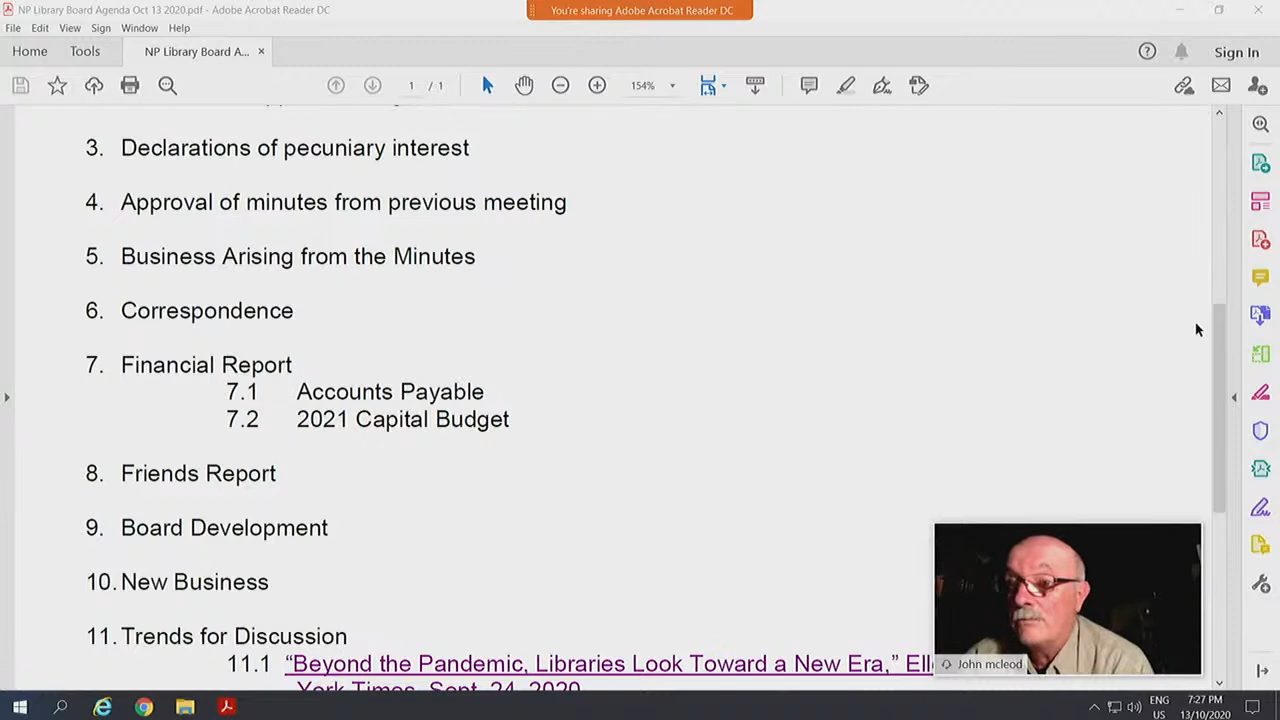 NP Library Board Agenda Oct 13 2020.pdf - Adobe Acrobat Reader DC
You're sharing Adobe Acrobat Reader DC
File Edit View Sign Window Help
Home Tools NP Library Board A... × Sign In
1 / 1 154%
3. Declarations of pecuniary interest
4. Approval of minutes from previous meeting
5. Business Arising from the Minutes
6. Correspondence
7. Financial Report
7.1 Accounts Payable
7.2 2021 Capital Budget
8. Friends Report
9. Board Development
10. New Business
11. Trends for Discussion
11.1 “Beyond the Pandemic, Libraries Look Toward a New Era,”
York Times, Sept. 24, 2020
John mcleod
ENG 7:27 PM
US 13/10/2020